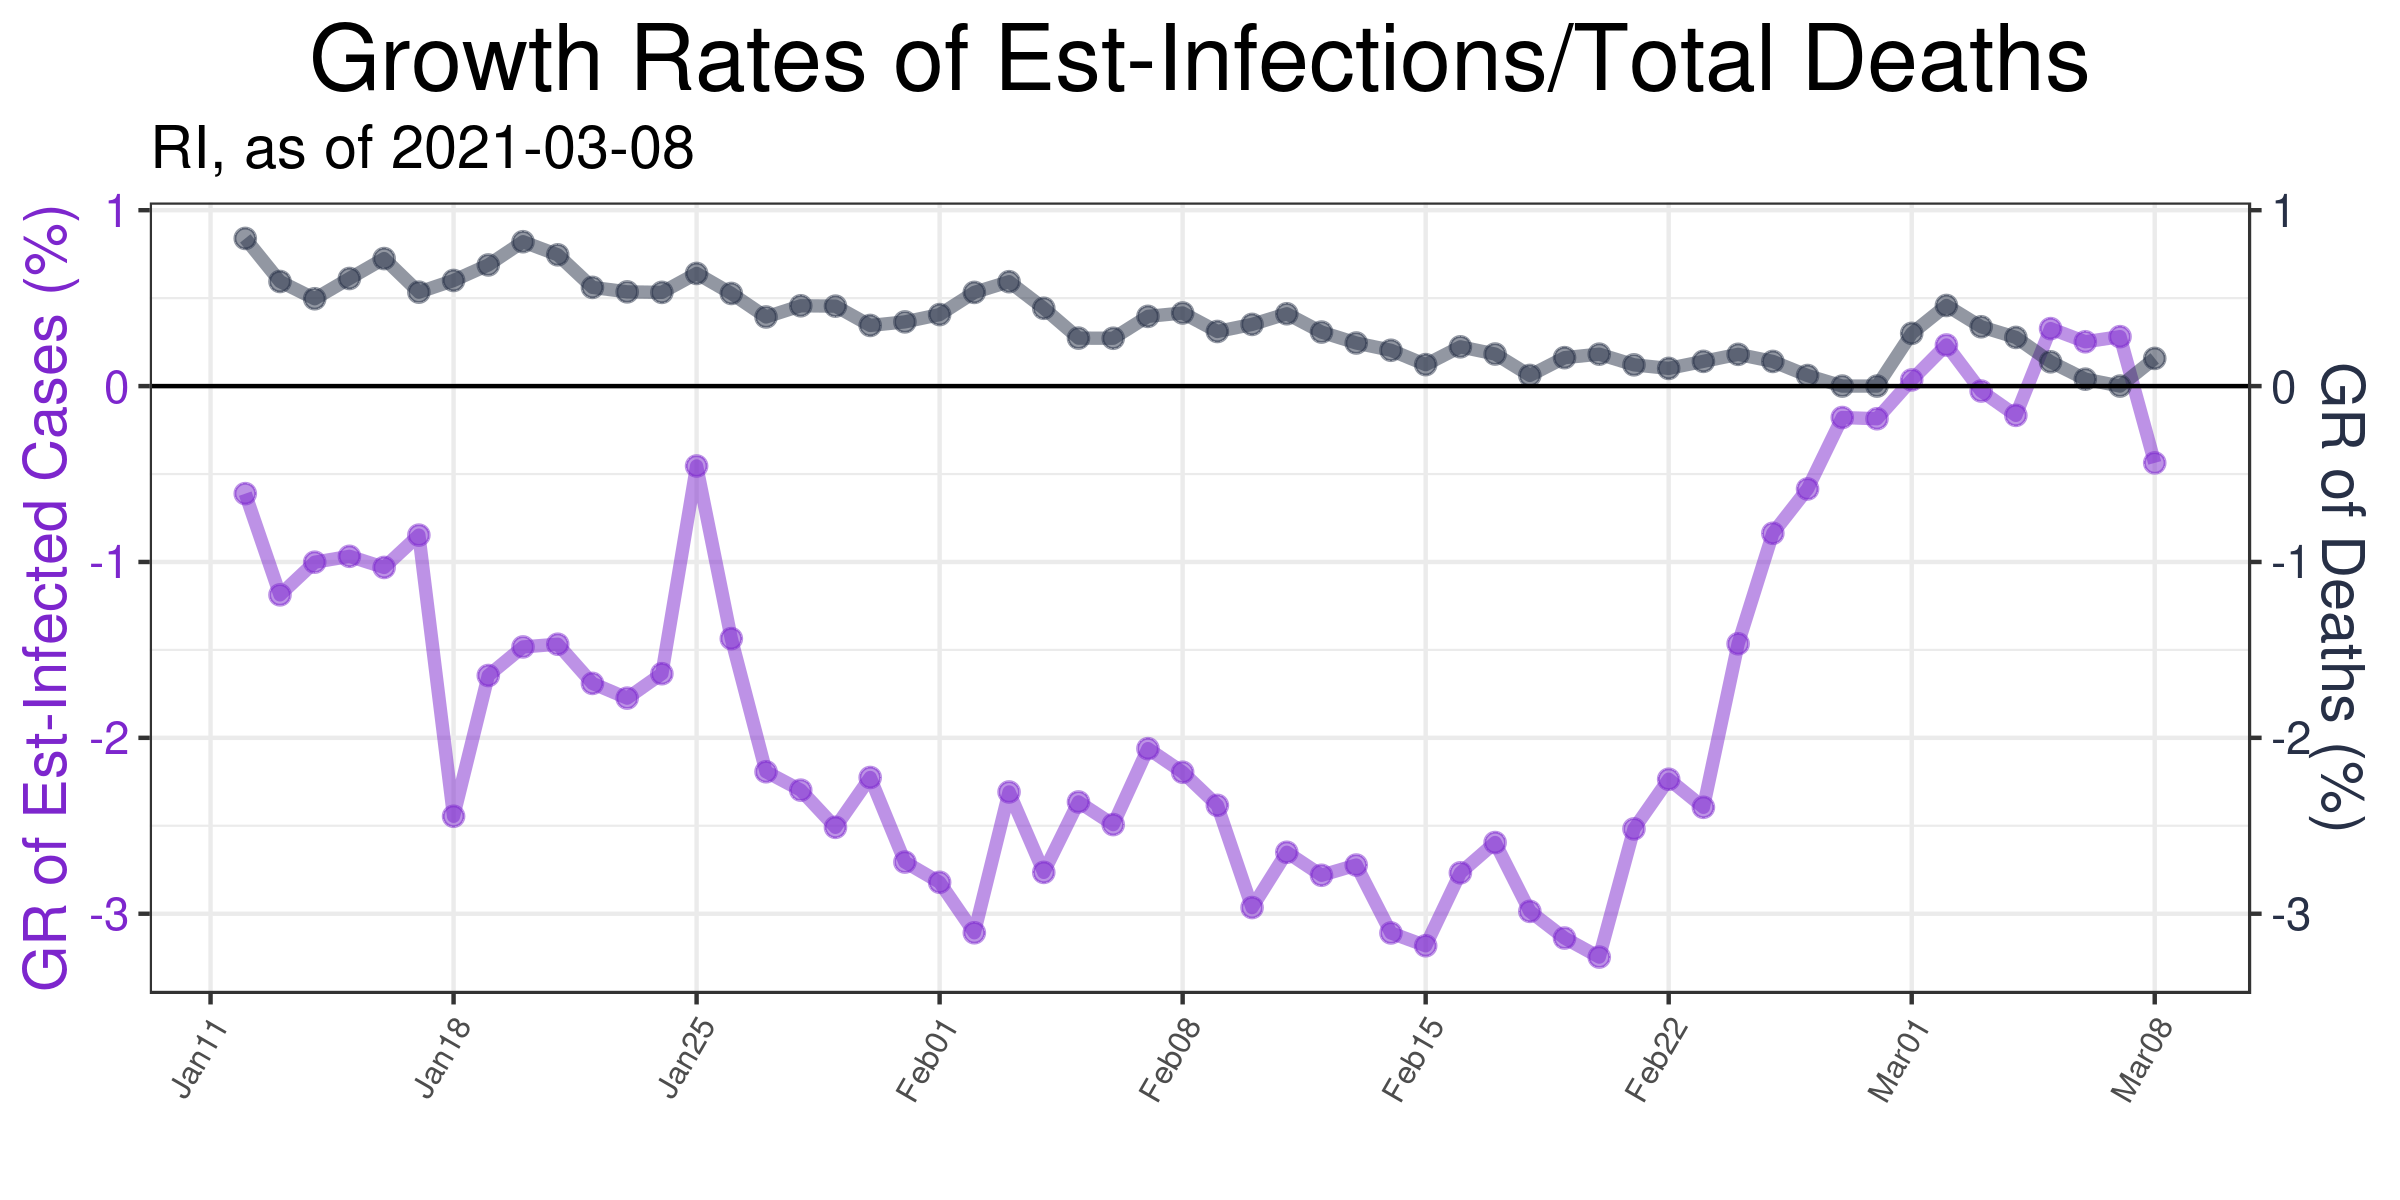 Growth Rates of Est-Infections/Total Deaths
RI, as of 2021-03-08
GR of Est-Infected Cases (%)
1
0
-1
-2
-3
1
0
-1
-2
-3
GR of Deaths (%)
Jan11
Jan18
Jan25
Feb01
Feb08
Feb15
Feb22
Mar01
Mar08